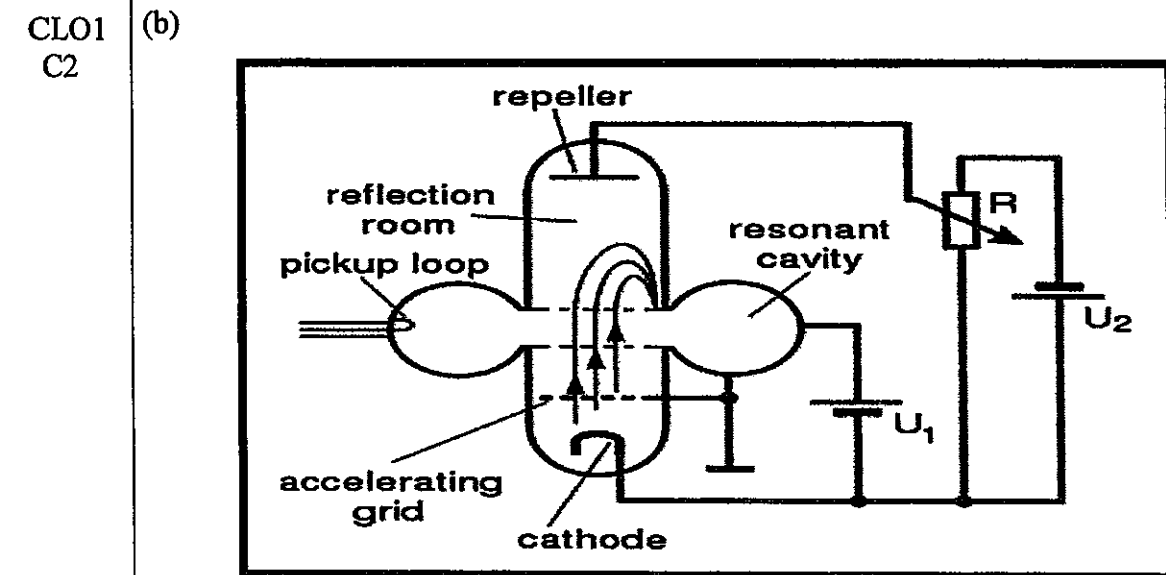 CLO1
C2
(b)
repeller
reflection
room
pickup loop
resonant
cavity
R
U₂
U₁
accelerating
grid
cathode